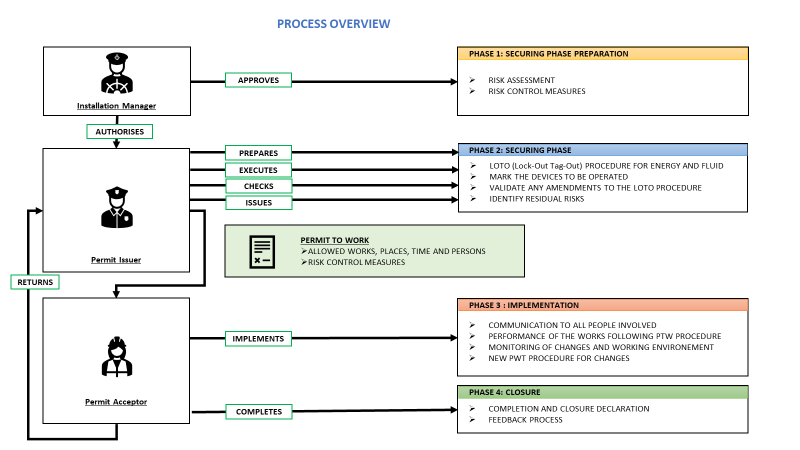 PROCESS OVERVIEW
Installation Manager
APPROVES
PHASE 1: SECURING PHASE PREPARATION
RISK ASSESSMENT
RISK CONTROL MEASURES
AUTHORISES
Permit Issuer
PREPARES
EXECUTES
CHECKS
ISSUES
PHASE 2: SECURING PHASE
LOTO (Lock-Out Tag-Out) PROCEDURE FOR ENERGY AND FLUID
MARK THE DEVICES TO BE OPERATED
VALIDATE ANY AMENDMENTS TO THE LOTO PROCEDURE
IDENTIFY RESIDUAL RISKS
PERMIT TO WORK
ALLOWED WORKS, PLACES, TIME AND PERSONS
RISK CONTROL MEASURES
RETURNS
Permit Acceptor
IMPLEMENTS
PHASE 3 : IMPLEMENTATION
COMMUNICATION TO ALL PEOPLE INVOLVED
PERFORMANCE OF THE WORKS FOLLOWING PTW PROCEDURE
MONITORING OF CHANGES AND WORKING ENVIRONEMENT
NEW PWT PROCEDURE FOR CHANGES
COMPLETES
PHASE 4: CLOSURE
COMPLETION AND CLOSURE DECLARATION
FEEDBACK PROCESS